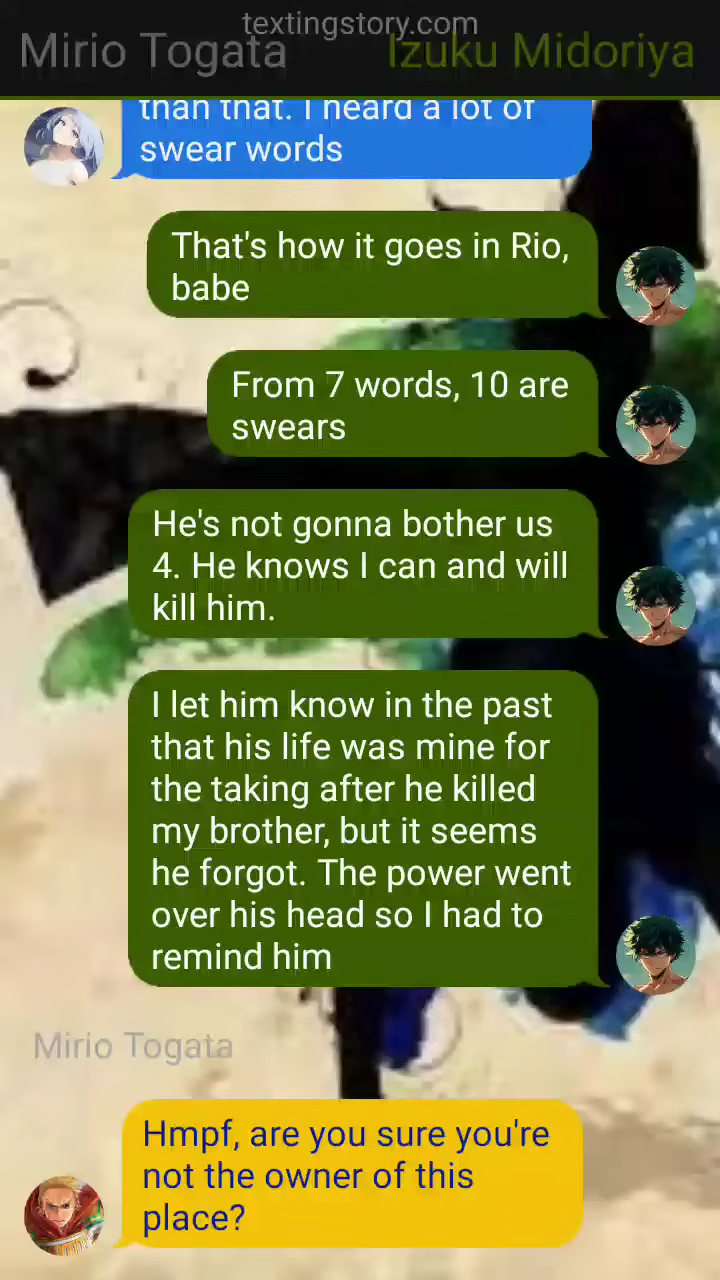 textingstory.com
Mirio Togata
Izuku Midoriya
than that. I heard a lot of
swear words
That's how it goes in Rio,
babe
From 7 words, 10 are
swears
He's not gonna bother us
4. He knows I can and will
kill him.
I let him know in the past
that his life was mine for
the taking after he killed
my brother, but it seems
he forgot. The power went
over his head so I had to
remind him
Mirio Togata
Hmpf, are you sure you're
not the owner of this
place?